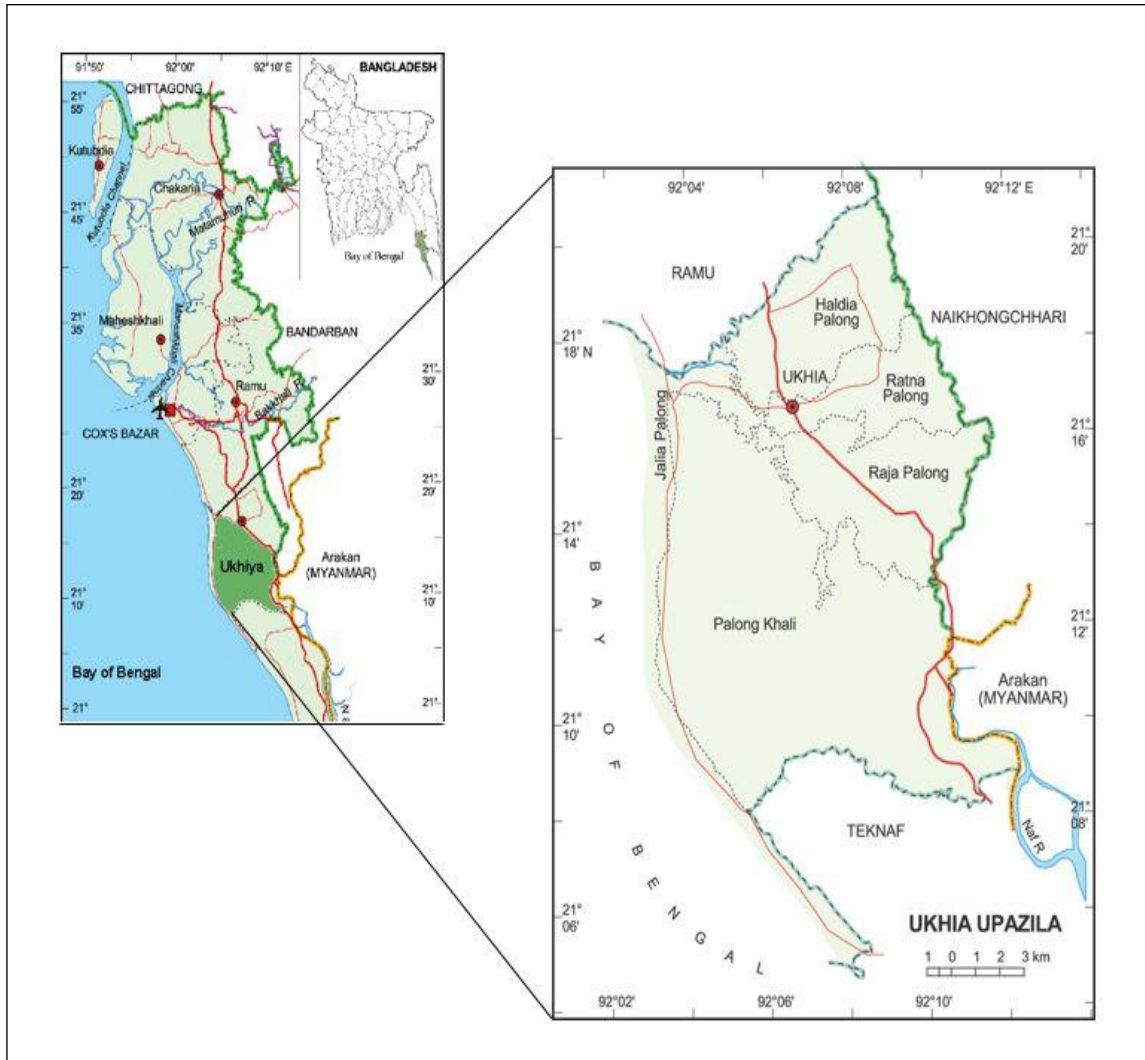 91°50'
92°00'
92°10' E
BANGLADESH
CHITTAGONG
21°
55'
Kutubdia
Kutubdia Channel
Chakaria
Matamuhuri R
21°
45'
Bay of Bengal
21°
35'
Maheshkhali
Maheshkhali Channel
BANDARBAN
21°
30'
Ramu
Bakkhali R
COX'S BAZAR
21°
20'
21°
20'
Ukhiya
Arakan
(MYANMAR)
21°
10'
21°
10'
Bay of Bengal
21°
21°
92°04'
92°08'
92°12' E
21°
20'
RAMU
Haldia
Palong
NAIKHONGCHHARI
21°
18' N
UKHIA
Ratna
Palong
Jalia Palong
21°
16'
Raja Palong
21°
14'
Palong Khali
21°
12'
Arakan
(MYANMAR)
21°
10'
BAY OF BENGAL
21°
08'
TEKNAF
Naf R
21°
06'
UKHIA UPAZILA
1 0 1 2 3 km
92°02'
92°06'
92°10'